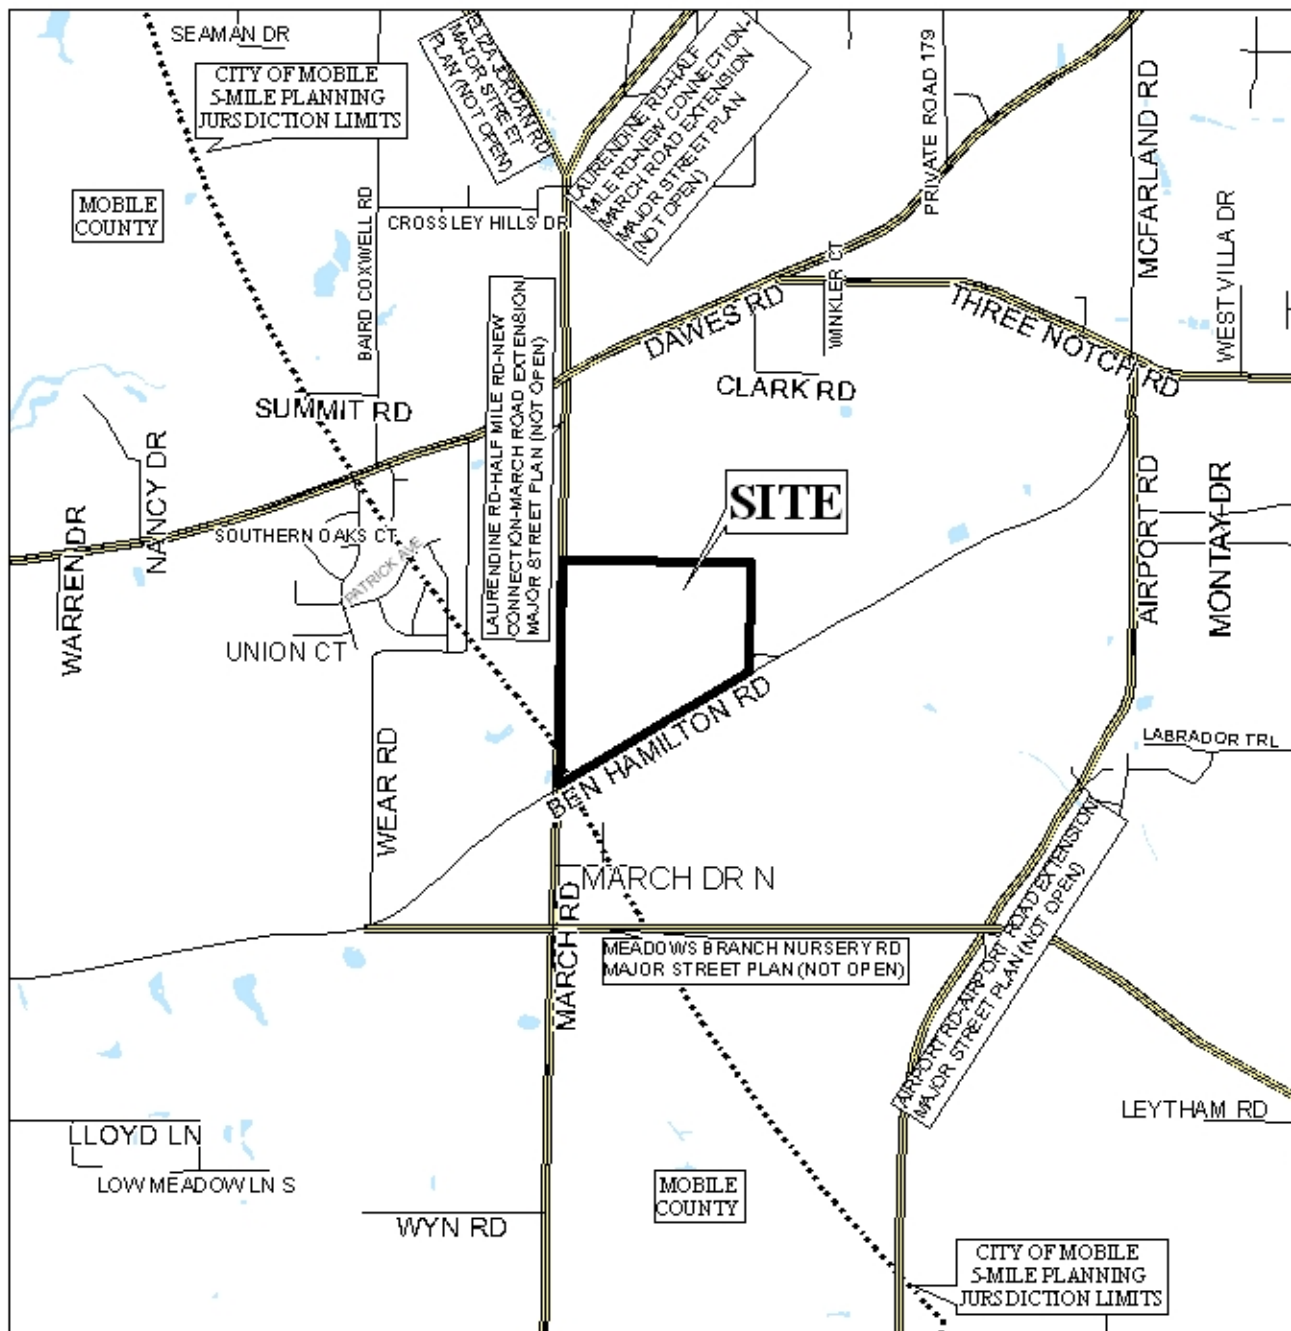 SEAMAN DR
CITY OF MOBILE
5-MILE PLANNING
JURSDICTION LIMITS
MOBILE
COUNTY
ELIZA JORDAN RD
MAJOR STREET
PLAN (NOT OPEN)
LAURENDINE RD-HALF
MILE RD-NEW CONNECTION-
MARCH ROAD EXTENSION
MAJOR STREET PLAN
(NOT OPEN)
PRIVATE ROAD 179
MCFARLAND RD
WEST VILLA DR
BAIRD COXWELL RD
CROSSLEY HILLS DR
WINKLER CT
DAWES RD
THREE NOTCH RD
CLARK RD
SUMMIT RD
LAURENDINE RD-HALF MILE RD-NEW
CONNECTION-MARCH ROAD EXTENSION
MAJOR STREET PLAN (NOT OPEN)
SITE
NANCY DR
WARREN DR
SOUTHERN OAKS CT
PATRICK AVE
UNION CT
AIRPORT RD
MONTAY DR
BEN HAMILTON RD
WEAR RD
LABRADOR TRL
MARCH DR N
MARCH RD
MEADOWS BRANCH NURSERY RD
MAJOR STREET PLAN (NOT OPEN)
AIRPORT RD-AIRPORT ROAD EXTENSION
MAJOR STREET PLAN (NOT OPEN)
LEYTHAM RD
LLOYD LN
LOW MEADOW LN S
WYN RD
MOBILE
COUNTY
CITY OF MOBILE
5-MILE PLANNING
JURSDICTION LIMITS